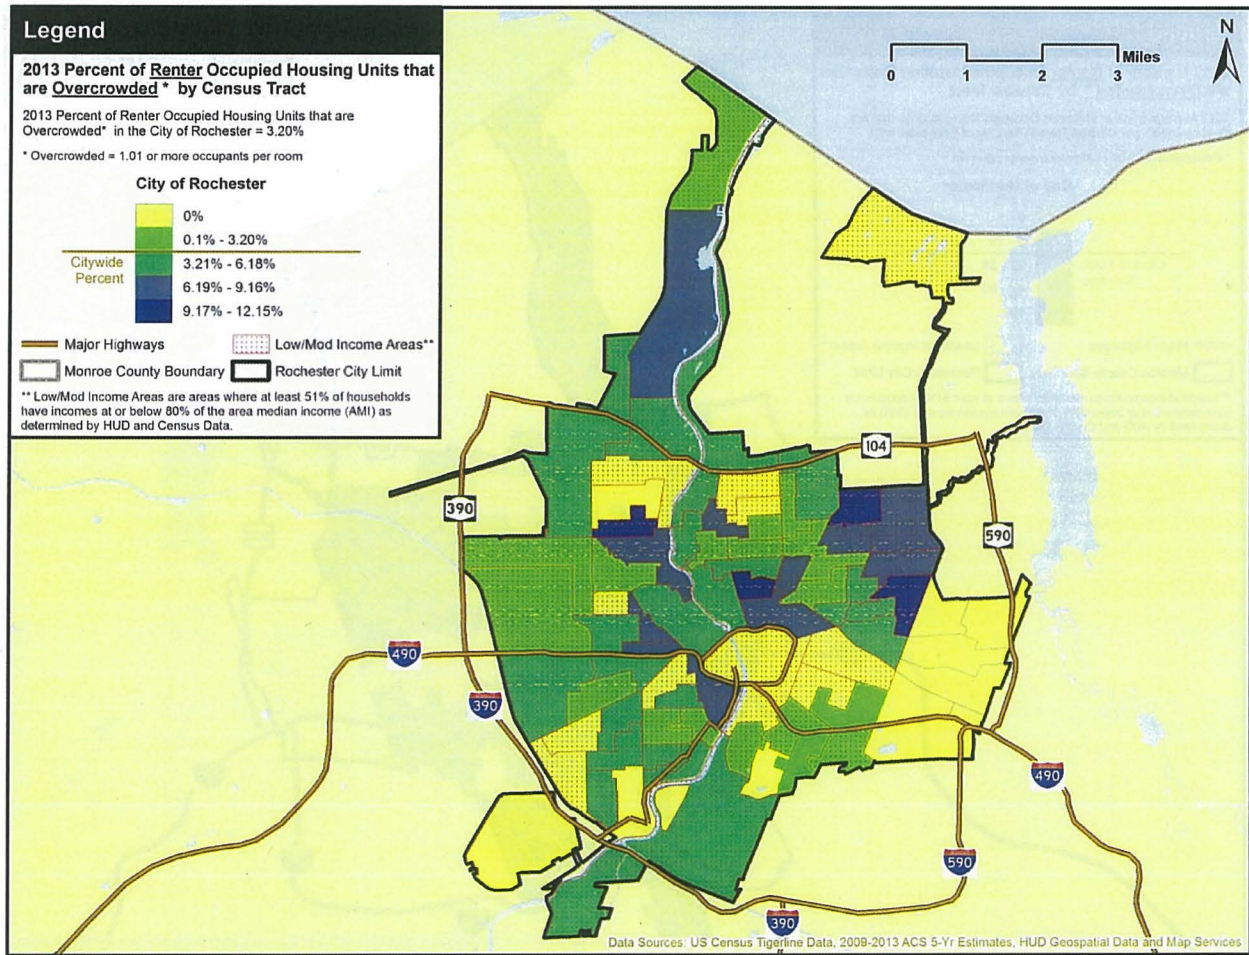 Legend
2013 Percent of Renter Occupied Housing Units that
are Overcrowded * by Census Tract
2013 Percent of Renter Occupied Housing Units that are
Overcrowded* in the City of Rochester = 3.20%
* Overcrowded = 1.01 or more occupants per room
City of Rochester
0%
0.1% - 3.20%
Citywide
Percent
3.21% - 6.18%
6.19% - 9.16%
9.17% - 12.15%
Major Highways
Low/Mod Income Areas**
Monroe County Boundary
Rochester City Limit
** Low/Mod Income Areas are areas where at least 51% of households
have incomes at or below 80% of the area median income (AMI) as
determined by HUD and Census Data.
N
Miles
0 1 2 3
104
390
590
490
390
490
590
390
Data Sources: US Census Tigerline Data, 2009-2013 ACS 5-Yr Estimates, HUD Geospatial Data and Map Services